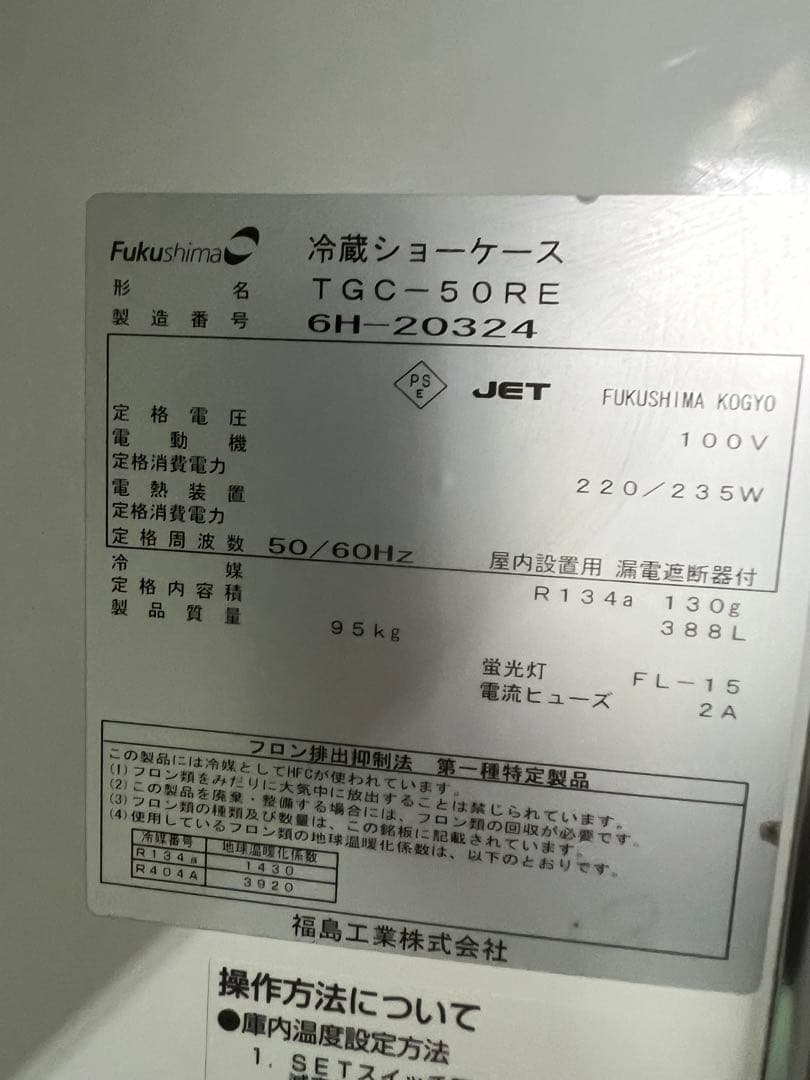 Fukushima 冷蔵ショーケース
形名 TGC-50RE
製造番号 6H-20324
PS E JET FUKUSHIMA KOGYO
定格電圧 100V
電動機
定格消費電力 220/235W
電熱装置
定格消費電力
定格周波数 50/60Hz 屋内設置用 漏電遮断器付
冷媒 R134a 130g
定格内容積 388L
製品質量 95kg
蛍光灯 FL-15
電流ヒューズ 2A
フロン排出抑制法 第一種特定製品
この製品には冷媒としてHFCが使われています。
(1)フロン類をみだりに大気中に放出することは禁じられています。
(2)この製品を廃棄・整備する場合には、フロン類の回収が必要です。
(3)フロン類の種類及び数量は、この銘板に記載されています。
(4)使用しているフロン類の地球温暖化係数は、以下のとおりです。
冷媒番号 地球温暖化係数
R134a 1430
R404A 3920
福島工業株式会社
操作方法について
●庫内温度設定方法
1. SETスイッチ